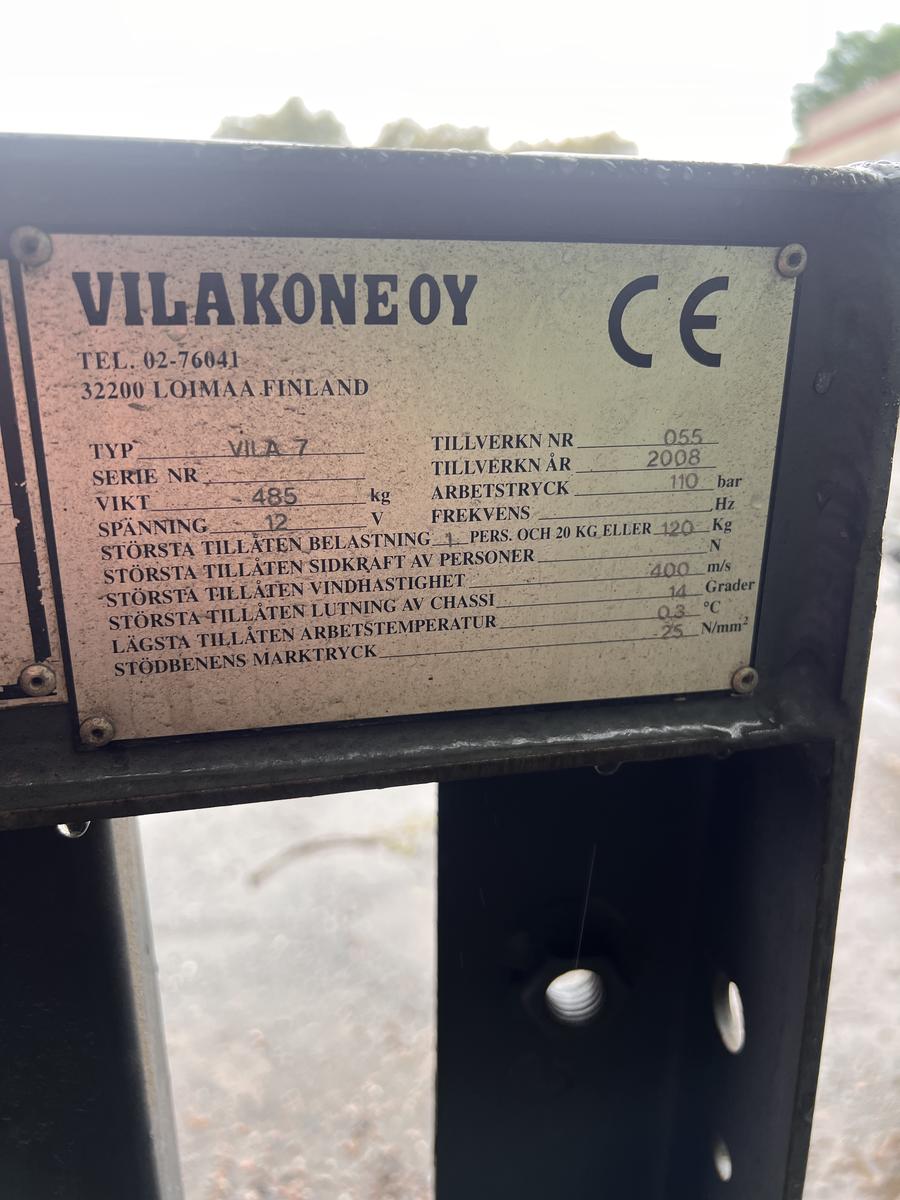 VILAKONE OY
CE
TEL. 02-76041
32200 LOIMAA FINLAND
TYP VILA 7
SERIE NR
VIKT 485 kg
SPÄNNING 12 V
TILLVERKN NR 055
TILLVERKN ÅR 2008
ARBETSTRYCK 110 bar
FREKVENS Hz
STÖRSTA TILLÅTEN BELASTNING 1 PERS. OCH 20 KG ELLER 120 Kg
STÖRSTA TILLÅTEN SIDKRAFT AV PERSONER N
STÖRSTA TILLÅTEN VINDHASTIGHET 400 m/s
STÖRSTA TILLÅTEN LUTNING AV CHASSI 14 Grader
LÄGSTA TILLÅTEN ARBETSTEMPERATUR 0,3 °C
STÖDBENENS MARKTRYCK -25 N/mm²